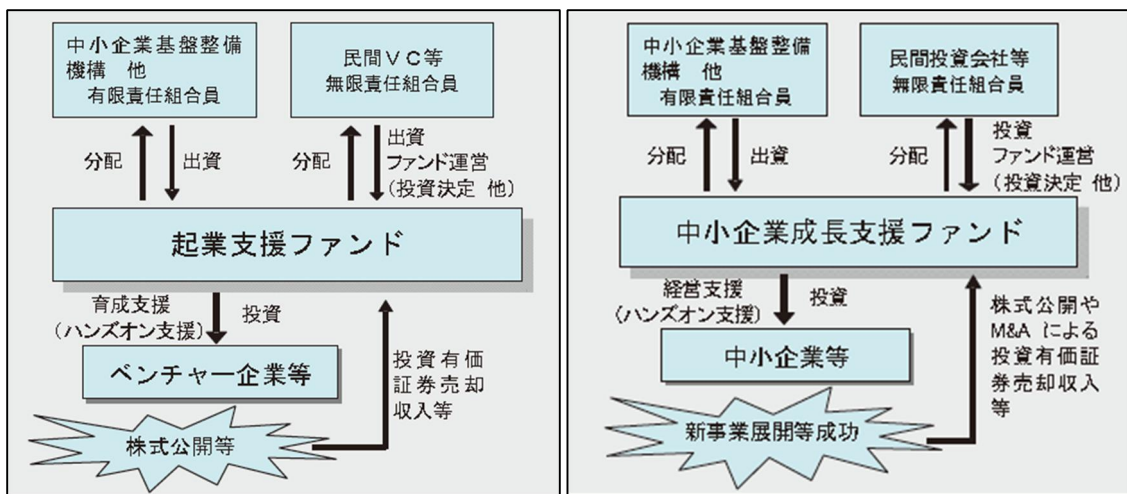 中小企業基盤整備
機構 他
有限責任組合員
民間VC等
無限責任組合員
分配
出資
分配
出資
ファンド運営
(投資決定 他)
起業支援ファンド
育成支援
(ハンズオン支援)
投資
ベンチャー企業等
投資有価
証券売却
収入等
株式公開等
中小企業基盤整備
機構 他
有限責任組合員
民間投資会社等
無限責任組合員
分配
出資
分配
投資
ファンド運営
(投資決定 他)
中小企業成長支援ファンド
経営支援
(ハンズオン支援)
投資
中小企業等
株式公開や
M&A による
投資有価証
券売却収入
等
新事業展開等成功